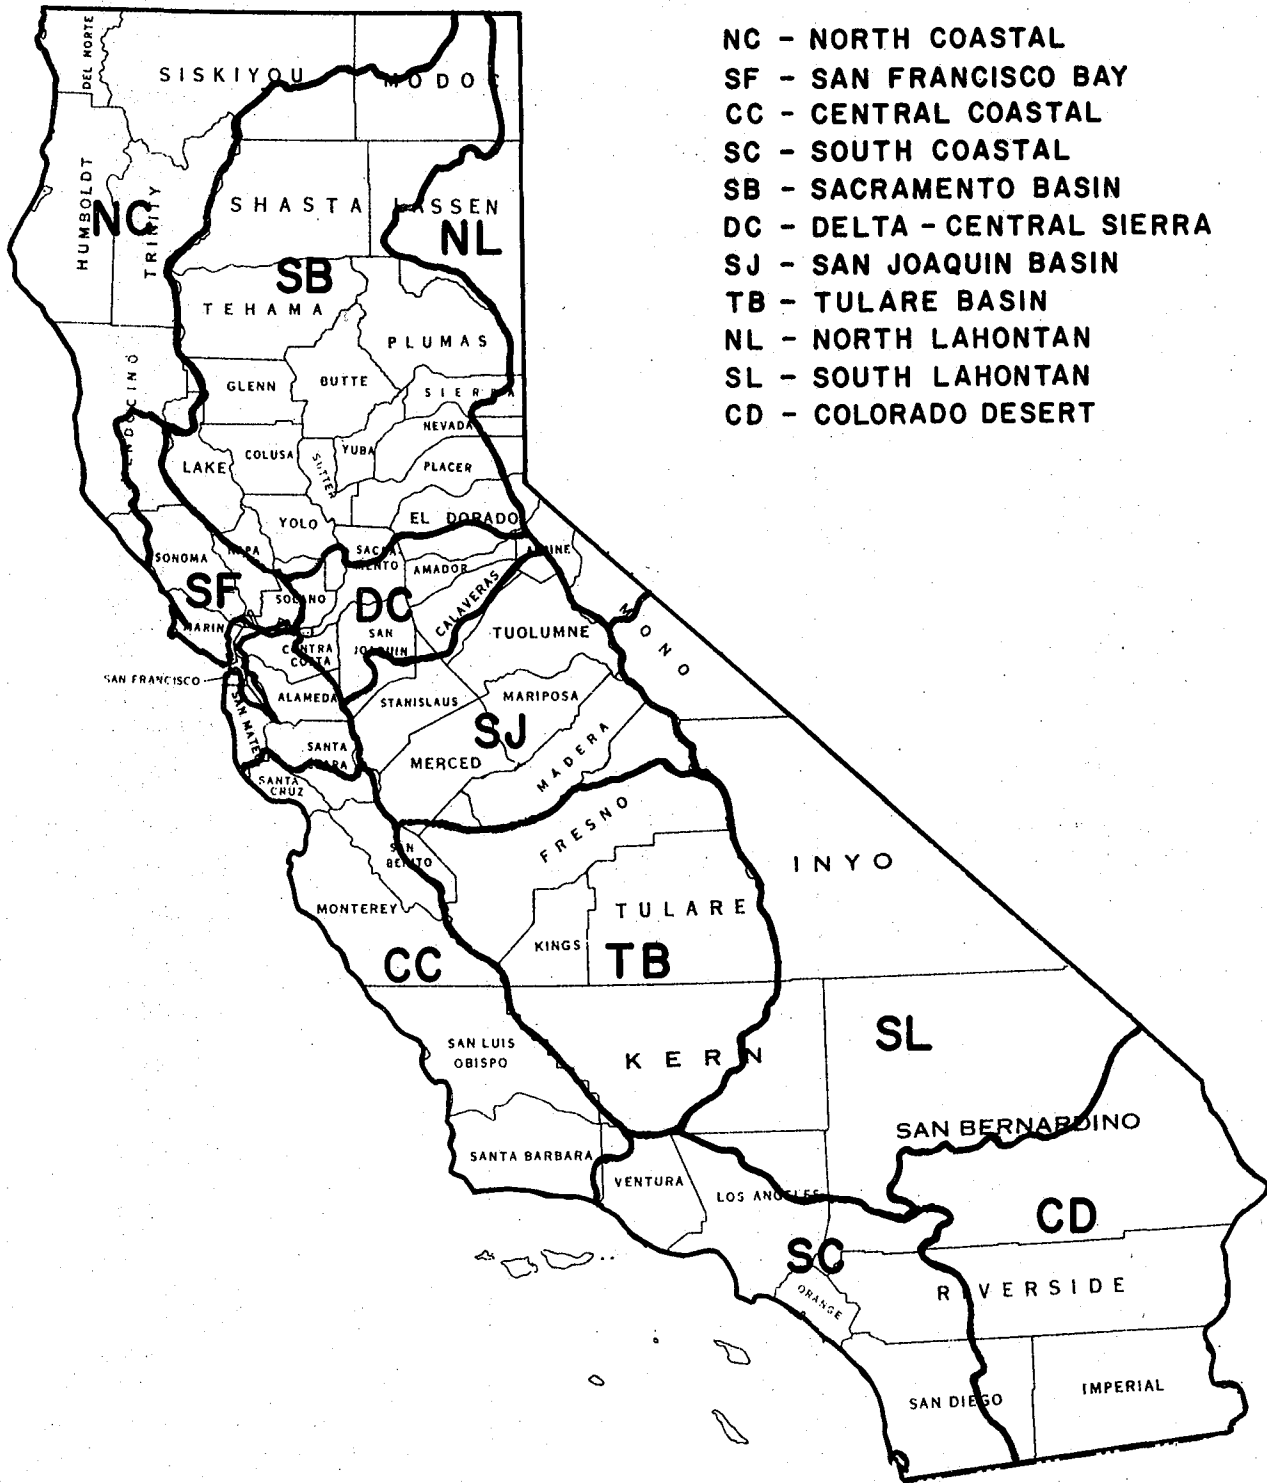 NC - NORTH COASTAL
SF - SAN FRANCISCO BAY
CC - CENTRAL COASTAL
SC - SOUTH COASTAL
SB - SACRAMENTO BASIN
DC - DELTA - CENTRAL SIERRA
SJ - SAN JOAQUIN BASIN
TB - TULARE BASIN
NL - NORTH LAHONTAN
SL - SOUTH LAHONTAN
CD - COLORADO DESERT
DEL NORTE
SISKIYOU
MODOC
HUMBOLDT
NC
TRINITY
SHASTA
LASSEN
NL
SB
TEHAMA
PLUMAS
GLENN
BUTTE
SIERRA
NEVADA
LAKE
COLUSA
SUTTER
YUBA
PLACER
YOLO
EL DORADO
SONOMA
NAPA
SACRA
MENTO
AMADOR
ALPINE
SF
SOLANO
DC
CALAVERAS
MARIN
CONTRA
COSTA
SAN
JOAQUIN
TUOLUMNE
MONO
SAN FRANCISCO
ALAMEDA
STANISLAUS
MARIPOSA
SAN MATEO
SANTA
CLARA
SJ
MERCED
MADERA
SANTA
CRUZ
FRESNO
SAN
BENITO
INYO
MONTEREY
TULARE
KINGS
CC
TB
SAN LUIS
OBISPO
KERN
SL
SAN BERNARDINO
SANTA BARBARA
VENTURA
LOS ANGELES
CD
SC
ORANGE
RIVERSIDE
SAN DIEGO
IMPERIAL